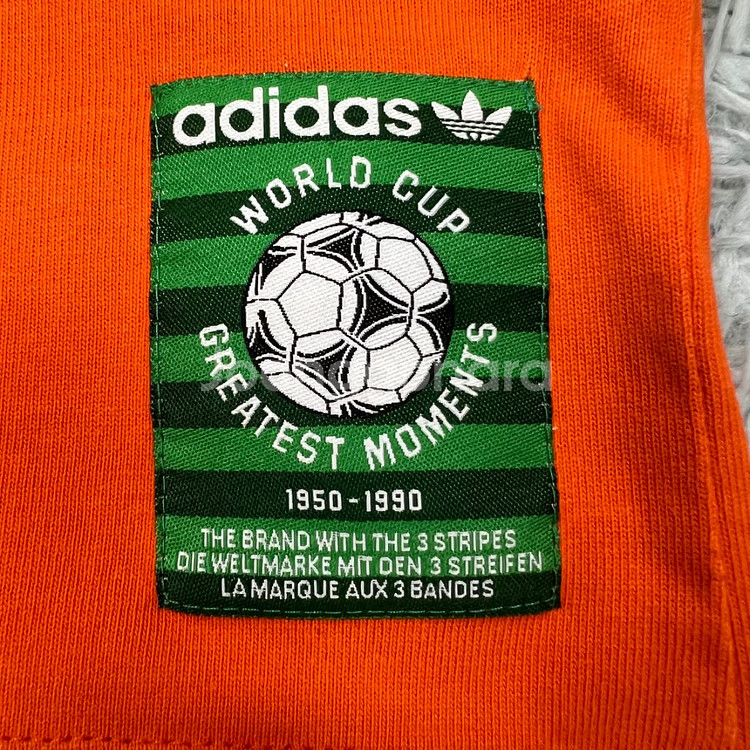 adidas
WORLD CUP
GREATEST MOMENTS
1950-1990
THE BRAND WITH THE 3 STRIPES
DIE WELTMARKE MIT DEN 3 STREIFEN
LA MARQUE AUX 3 BANDES